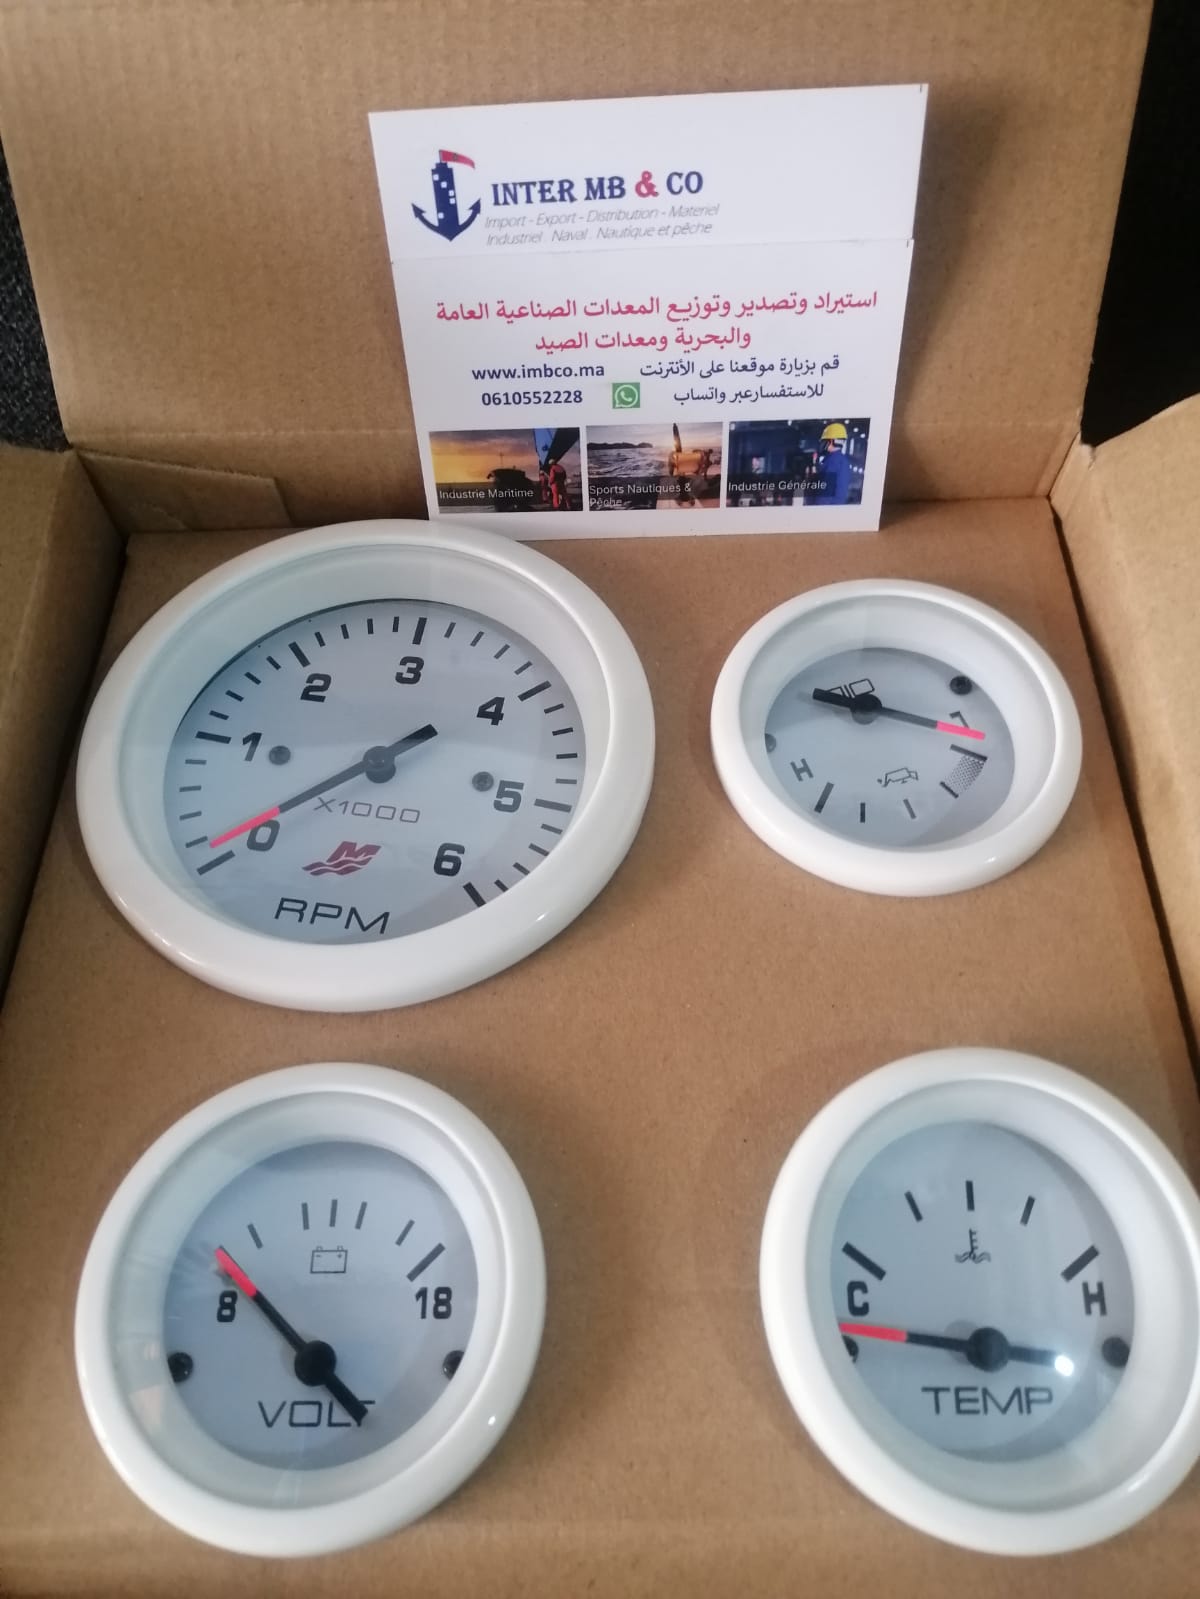 INTER MB & CO
Import - Export - Distribution - Materiel
Industriel . Naval . Nautique et pêche
استيراد وتصدير وتوزيع المعدات الصناعية العامة
والبحرية ومعدات الصيد
قم بزيارة موقعنا على الأنترنت www.imbco.ma
للاستفسارعبر واتساب 0610552228
Industrie Maritime
Sports Nautiques &
Pêche
Industrie Générale
0 1 2 3 4 5 6
X1000
RPM
OIL
L
H
8 18
VOLT
C H
TEMP